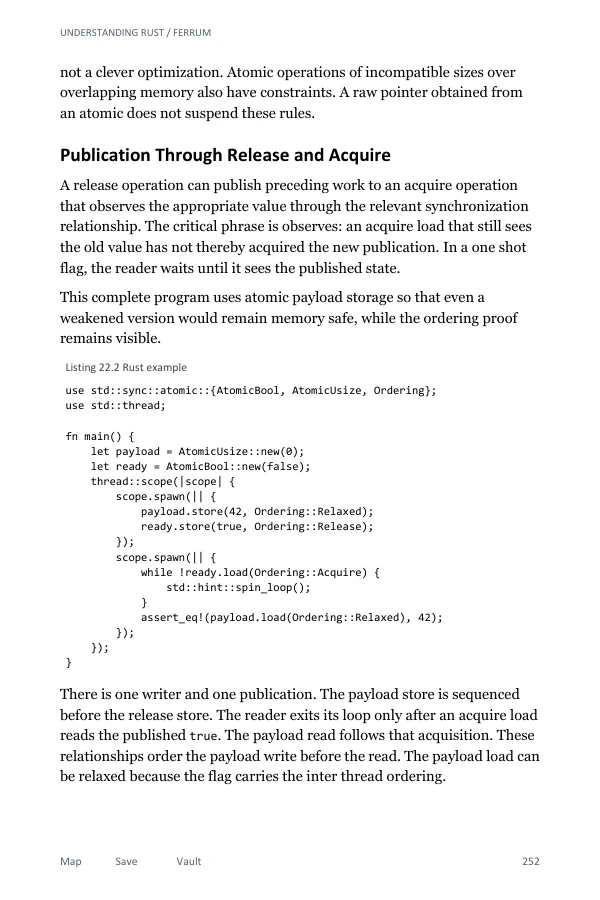 UNDERSTANDING RUST / FERRUM
not a clever optimization. Atomic operations of incompatible sizes over
overlapping memory also have constraints. A raw pointer obtained from
an atomic does not suspend these rules.
Publication Through Release and Acquire
A release operation can publish preceding work to an acquire operation
that observes the appropriate value through the relevant synchronization
relationship. The critical phrase is observes: an acquire load that still sees
the old value has not thereby acquired the new publication. In a one shot
flag, the reader waits until it sees the published state.
This complete program uses atomic payload storage so that even a
weakened version would remain memory safe, while the ordering proof
remains visible.
Listing 22.2 Rust example
use std::sync::atomic::{AtomicBool, AtomicUsize, Ordering};
use std::thread;
fn main() {
    let payload = AtomicUsize::new(0);
    let ready = AtomicBool::new(false);
    thread::scope(|scope| {
        scope.spawn(|| {
            payload.store(42, Ordering::Relaxed);
            ready.store(true, Ordering::Release);
        });
        scope.spawn(|| {
            while !ready.load(Ordering::Acquire) {
                std::hint::spin_loop();
            }
            assert_eq!(payload.load(Ordering::Relaxed), 42);
        });
    });
}
There is one writer and one publication. The payload store is sequenced
before the release store. The reader exits its loop only after an acquire load
reads the published true. The payload read follows that acquisition. These
relationships order the payload write before the read. The payload load can
be relaxed because the flag carries the inter thread ordering.
Map Save Vault 252